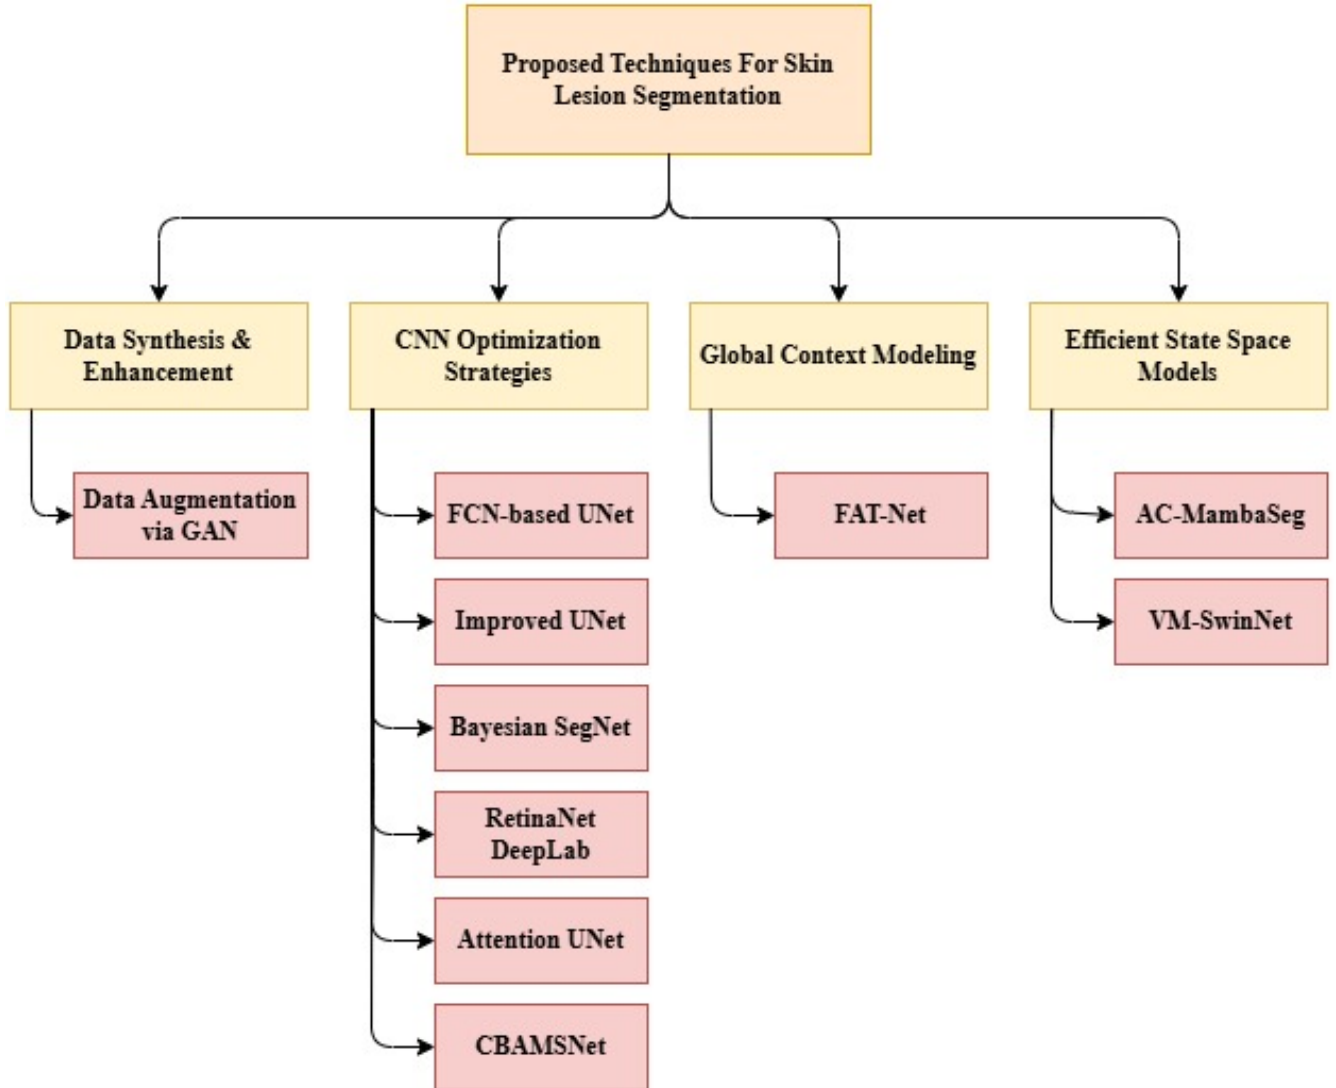 Proposed Techniques For Skin
Lesion Segmentation
Data Synthesis &
Enhancement
CNN Optimization
Strategies
Global Context Modeling
Efficient State Space
Models
Data Augmentation
via GAN
FCN-based UNet
Improved UNet
Bayesian SegNet
RetinaNet
DeepLab
Attention UNet
CBAMSNet
FAT-Net
AC-MambaSeg
VM-SwinNet